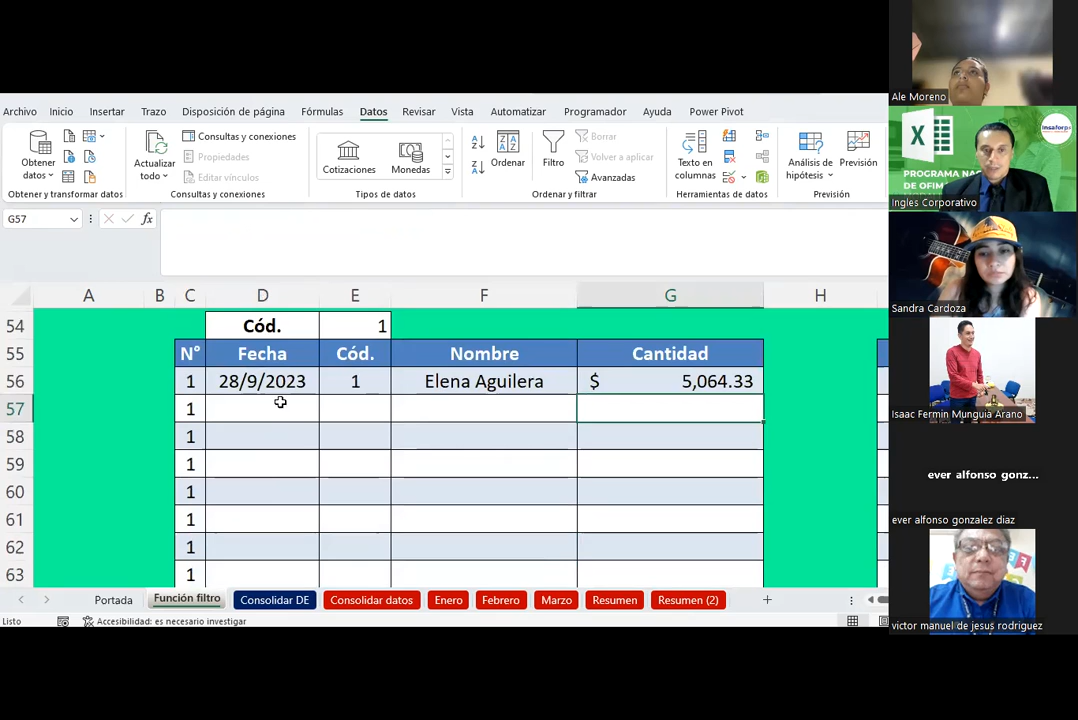 Archivo Inicio Insertar Trazo Disposición de página Fórmulas Datos Revisar Vista Automatizar Programador Ayuda Power Pivot
Obtener datos
Actualizar todo
Consultas y conexiones
Propiedades
Editar vínculos
Cotizaciones
Monedas
Ordenar
Filtro
Borrar
Volver a aplicar
Avanzadas
Texto en columnas
Análisis de hipótesis
Previsión
Obtener y transformar datos Consultas y conexiones Tipos de datos Ordenar y filtrar Herramientas de datos Previsión
G57 fx
A B C D E F G H
54 Cód. 1
55 N° Fecha Cód. Nombre Cantidad
56 1 28/9/2023 1 Elena Aguilera $ 5,064.33
57 1
58 1
59 1
60 1
61 1
62 1
63 1
Portada Función filtro Consolidar DE Consolidar datos Enero Febrero Marzo Resumen Resumen (2) +
Listo Accesibilidad: es necesario investigar
Ale Moreno
X
insaforp
PROGRAMA NAC
DE OFIMA
Ingles Corporativo
Sandra Cardoza
Isaac Fermin Munguia Arano
ever alfonso gonz...
ever alfonso gonzalez diaz
victor manuel de jesus rodriguez